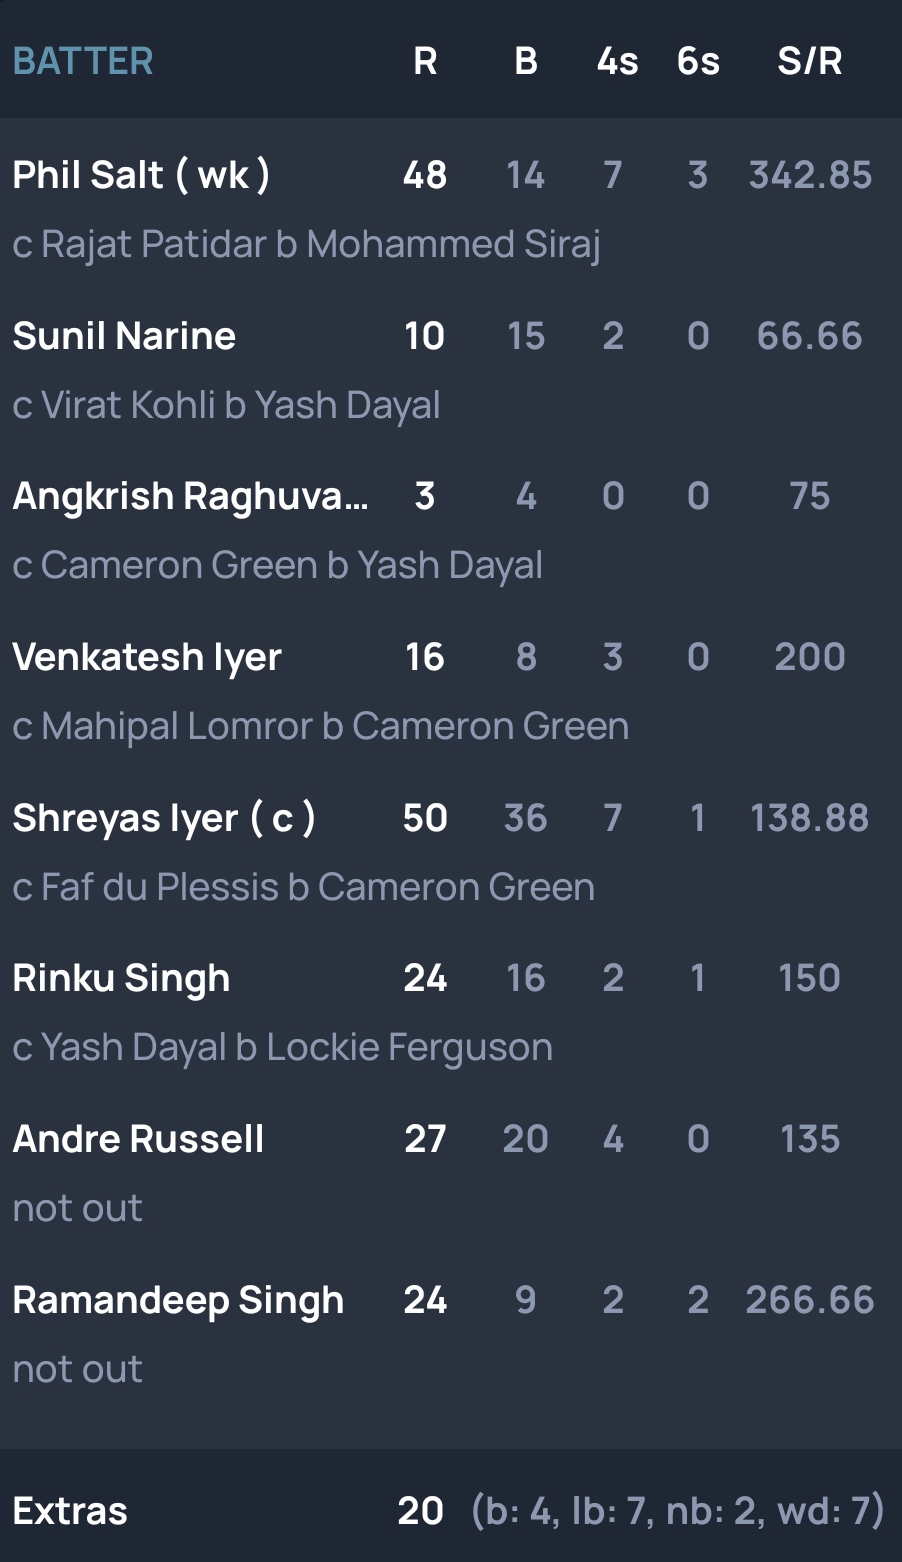 BATTER R B 4s 6s S/R
Phil Salt ( wk ) 48 14 7 3 342.85
c Rajat Patidar b Mohammed Siraj
Sunil Narine 10 15 2 0 66.66
c Virat Kohli b Yash Dayal
Angkrish Raghuva... 3 4 0 0 75
c Cameron Green b Yash Dayal
Venkatesh Iyer 16 8 3 0 200
c Mahipal Lomror b Cameron Green
Shreyas Iyer ( c ) 50 36 7 1 138.88
c Faf du Plessis b Cameron Green
Rinku Singh 24 16 2 1 150
c Yash Dayal b Lockie Ferguson
Andre Russell 27 20 4 0 135
not out
Ramandeep Singh 24 9 2 2 266.66
not out
Extras 20 (b: 4, lb: 7, nb: 2, wd: 7)